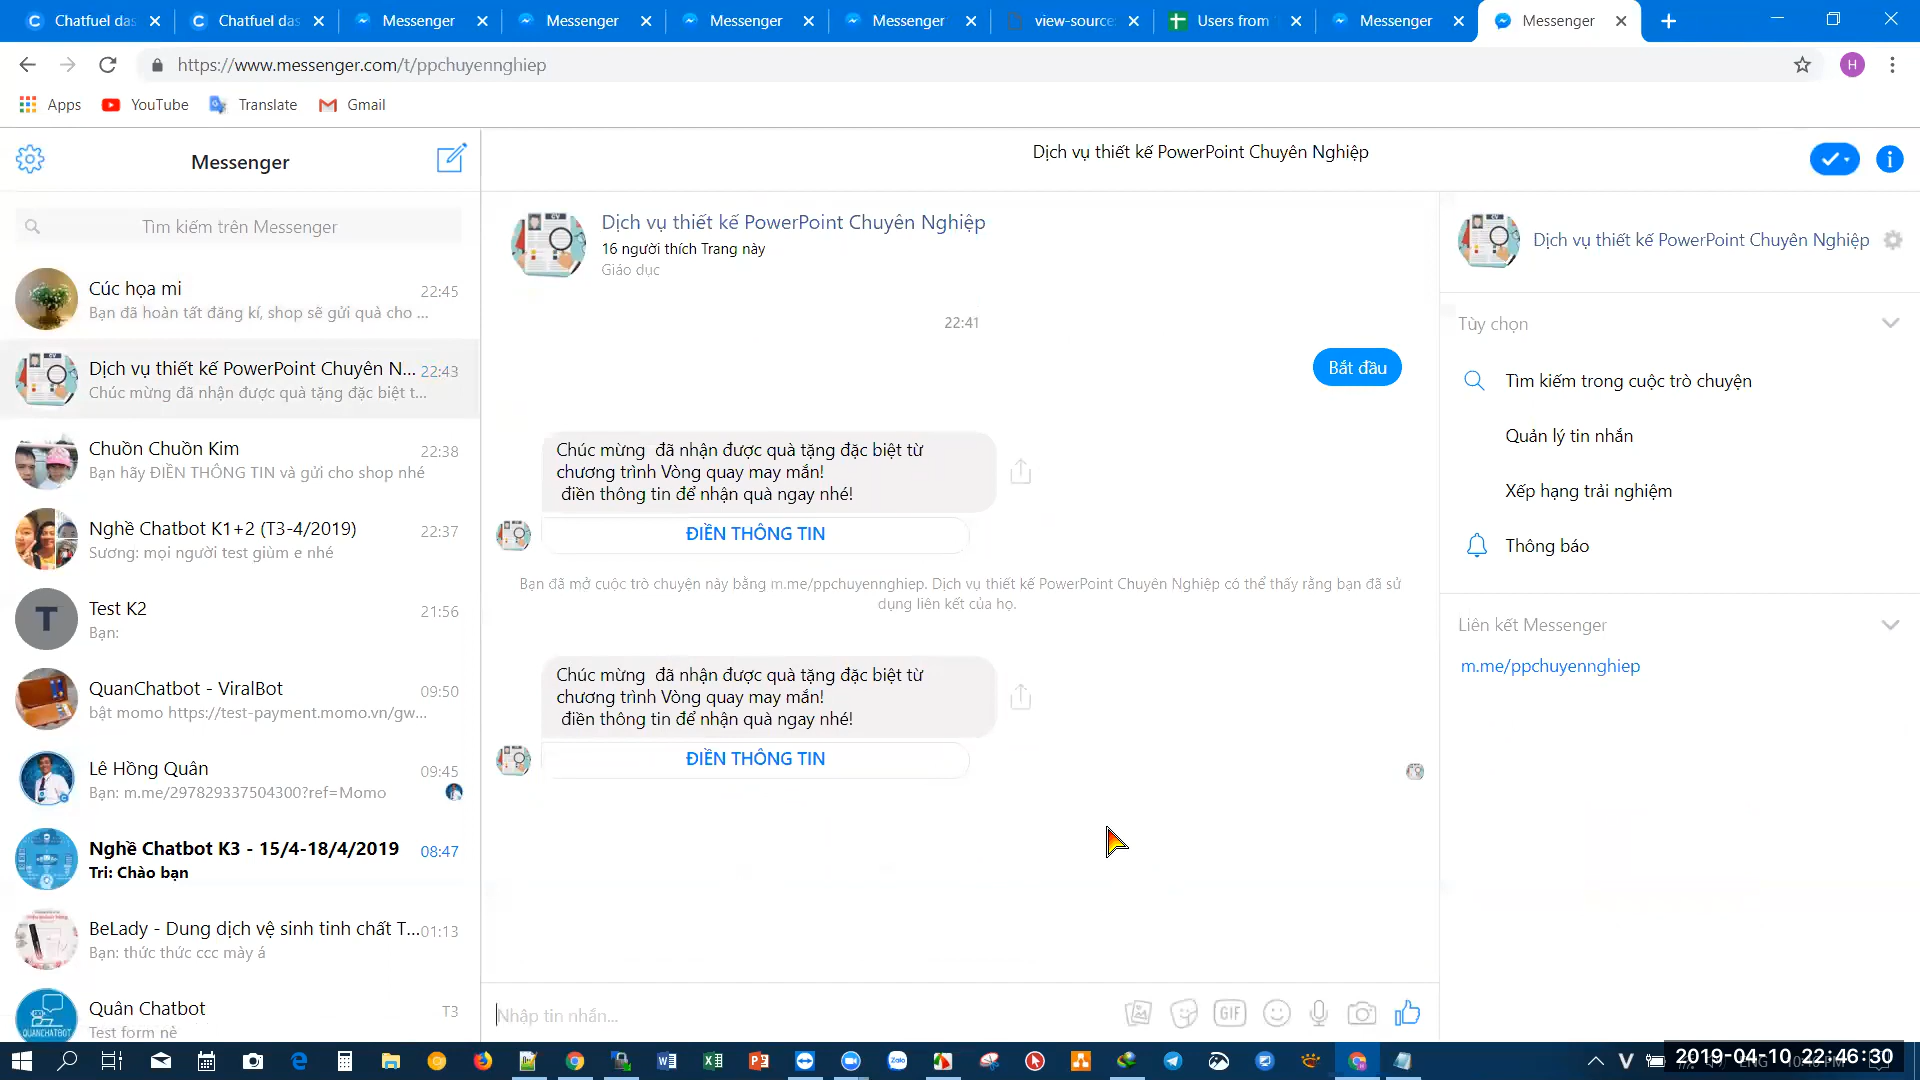 Chatfuel das
Chatfuel das
Messenger
Messenger
Messenger
Messenger
view-source
Users from
Messenger
Messenger
https://www.messenger.com/t/ppchuyennghiep
H
Apps
YouTube
Translate
Gmail
Messenger
Dịch vụ thiết kế PowerPoint Chuyên Nghiệp
Tìm kiếm trên Messenger
Cúc họa mi
22:45
Bạn đã hoàn tất đăng kí, shop sẽ gửi quà cho ...
Dịch vụ thiết kế PowerPoint Chuyên N...
22:43
Chúc mừng đã nhận được quà tặng đặc biệt t...
Chuồn Chuồn Kim
22:38
Bạn hãy ĐIỀN THÔNG TIN và gửi cho shop nhé
Nghề Chatbot K1+2 (T3-4/2019)
22:37
Sương: mọi người test giùm e nhé
T
Test K2
21:56
Bạn:
QuanChatbot - ViralBot
09:50
bật momo https://test-payment.momo.vn/gw...
Lê Hồng Quân
09:45
Bạn: m.me/297829337504300?ref=Momo
Nghề Chatbot K3 - 15/4-18/4/2019
08:47
Tri: Chào bạn
BeLady - Dung dịch vệ sinh tinh chất T...
01:13
Bạn: thức thức ccc mày á
QUANCHATBOT
Quân Chatbot
T3
Test form nè
CV
Dịch vụ thiết kế PowerPoint Chuyên Nghiệp
16 người thích Trang này
Giáo dục
22:41
Bắt đầu
Chúc mừng  đã nhận được quà tặng đặc biệt từ
chương trình Vòng quay may mắn!
điền thông tin để nhận quà ngay nhé!
ĐIỀN THÔNG TIN
Bạn đã mở cuộc trò chuyện này bằng m.me/ppchuyennghiep. Dịch vụ thiết kế PowerPoint Chuyên Nghiệp có thể thấy rằng bạn đã sử
dụng liên kết của họ.
Chúc mừng  đã nhận được quà tặng đặc biệt từ
chương trình Vòng quay may mắn!
điền thông tin để nhận quà ngay nhé!
ĐIỀN THÔNG TIN
Nhập tin nhắn...
GIF
CV
Dịch vụ thiết kế PowerPoint Chuyên Nghiệp
Tùy chọn
Tìm kiếm trong cuộc trò chuyện
Quản lý tin nhắn
Xếp hạng trải nghiệm
Thông báo
Liên kết Messenger
m.me/ppchuyennghiep
Zalo
V
2019-04-10 22:46:30